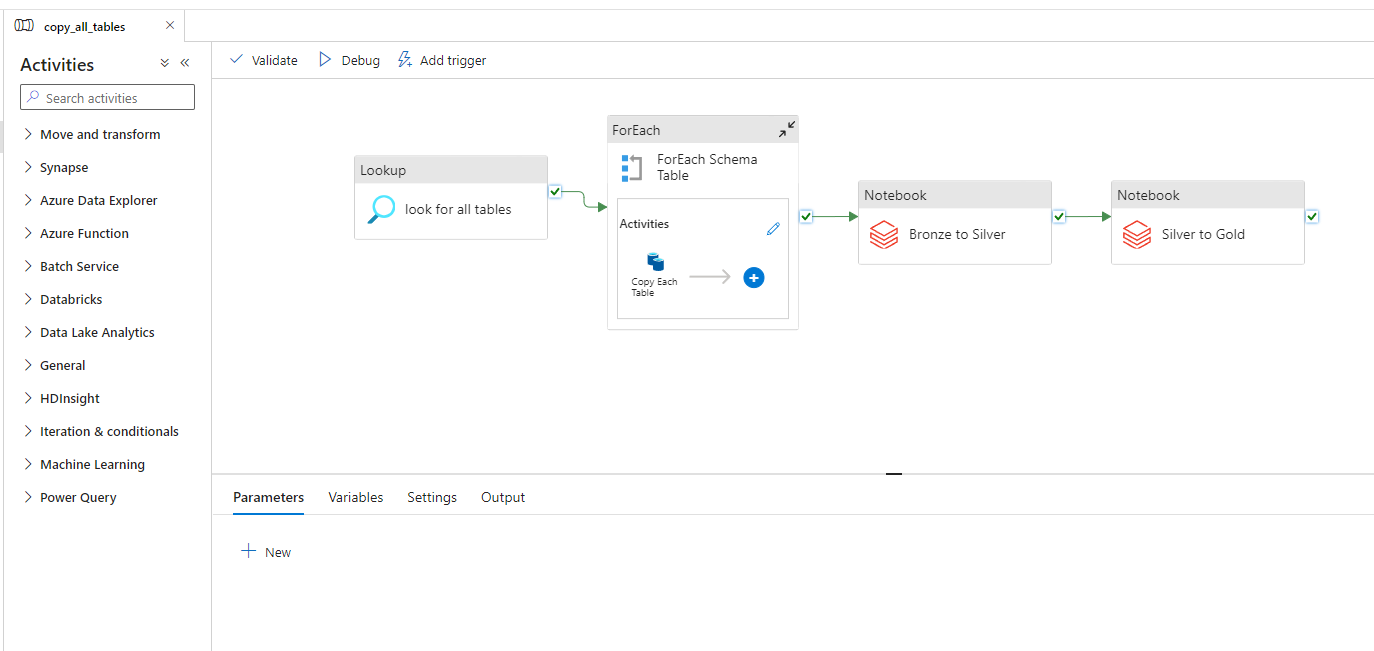 copy_all_tables
Activities
Search activities
Move and transform
Synapse
Azure Data Explorer
Azure Function
Batch Service
Databricks
Data Lake Analytics
General
HDInsight
Iteration & conditionals
Machine Learning
Power Query
Validate Debug Add trigger
Lookup
look for all tables
ForEach
ForEach Schema
Table
Activities
Copy Each
Table
Notebook
Bronze to Silver
Notebook
Silver to Gold
Parameters Variables Settings Output
New